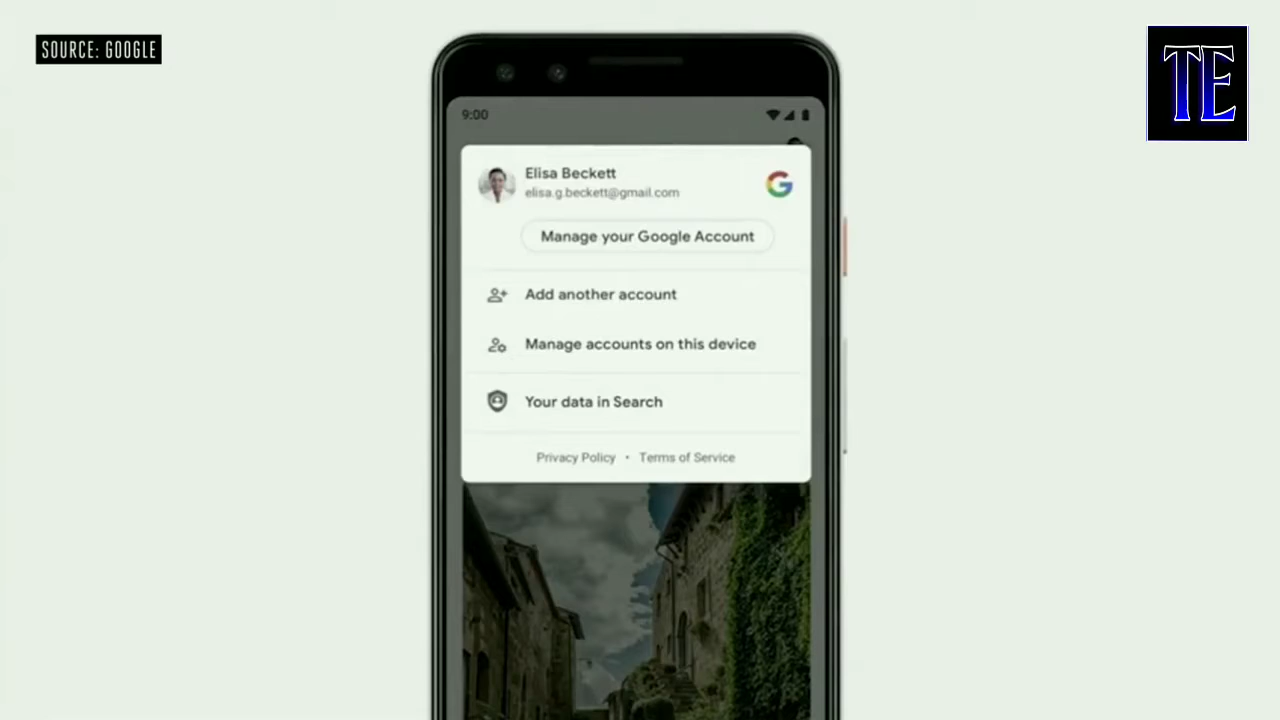 SOURCE: GOOGLE
TE
9:00
Elisa Beckett
elisa.g.beckett@gmail.com
Manage your Google Account
Add another account
Manage accounts on this device
Your data in Search
Privacy Policy • Terms of Service